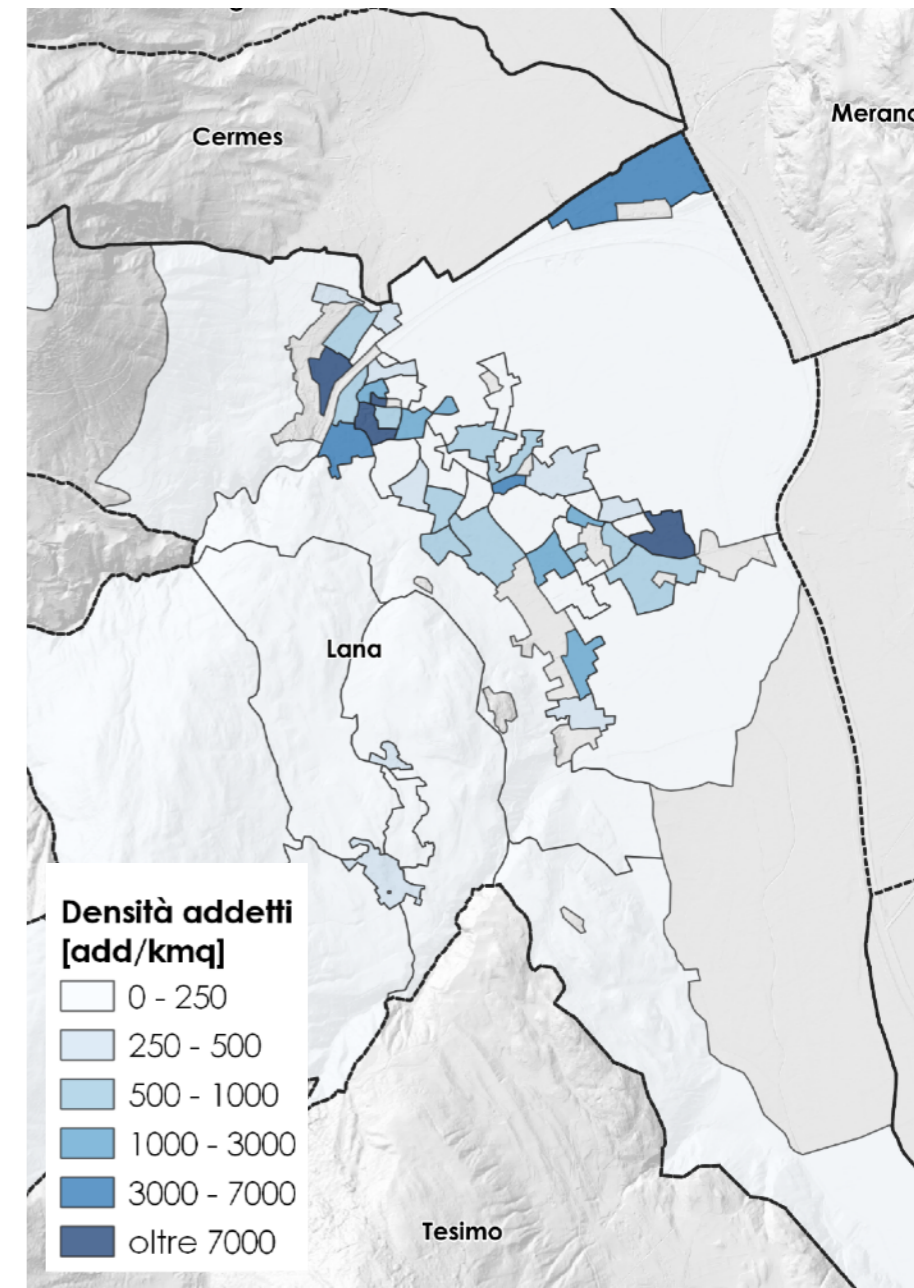 Cermes
Meranc
Lana
Densità addetti
[add/kmq]
0 - 250
250 - 500
500 - 1000
1000 - 3000
3000 - 7000
oltre 7000
Tesimo